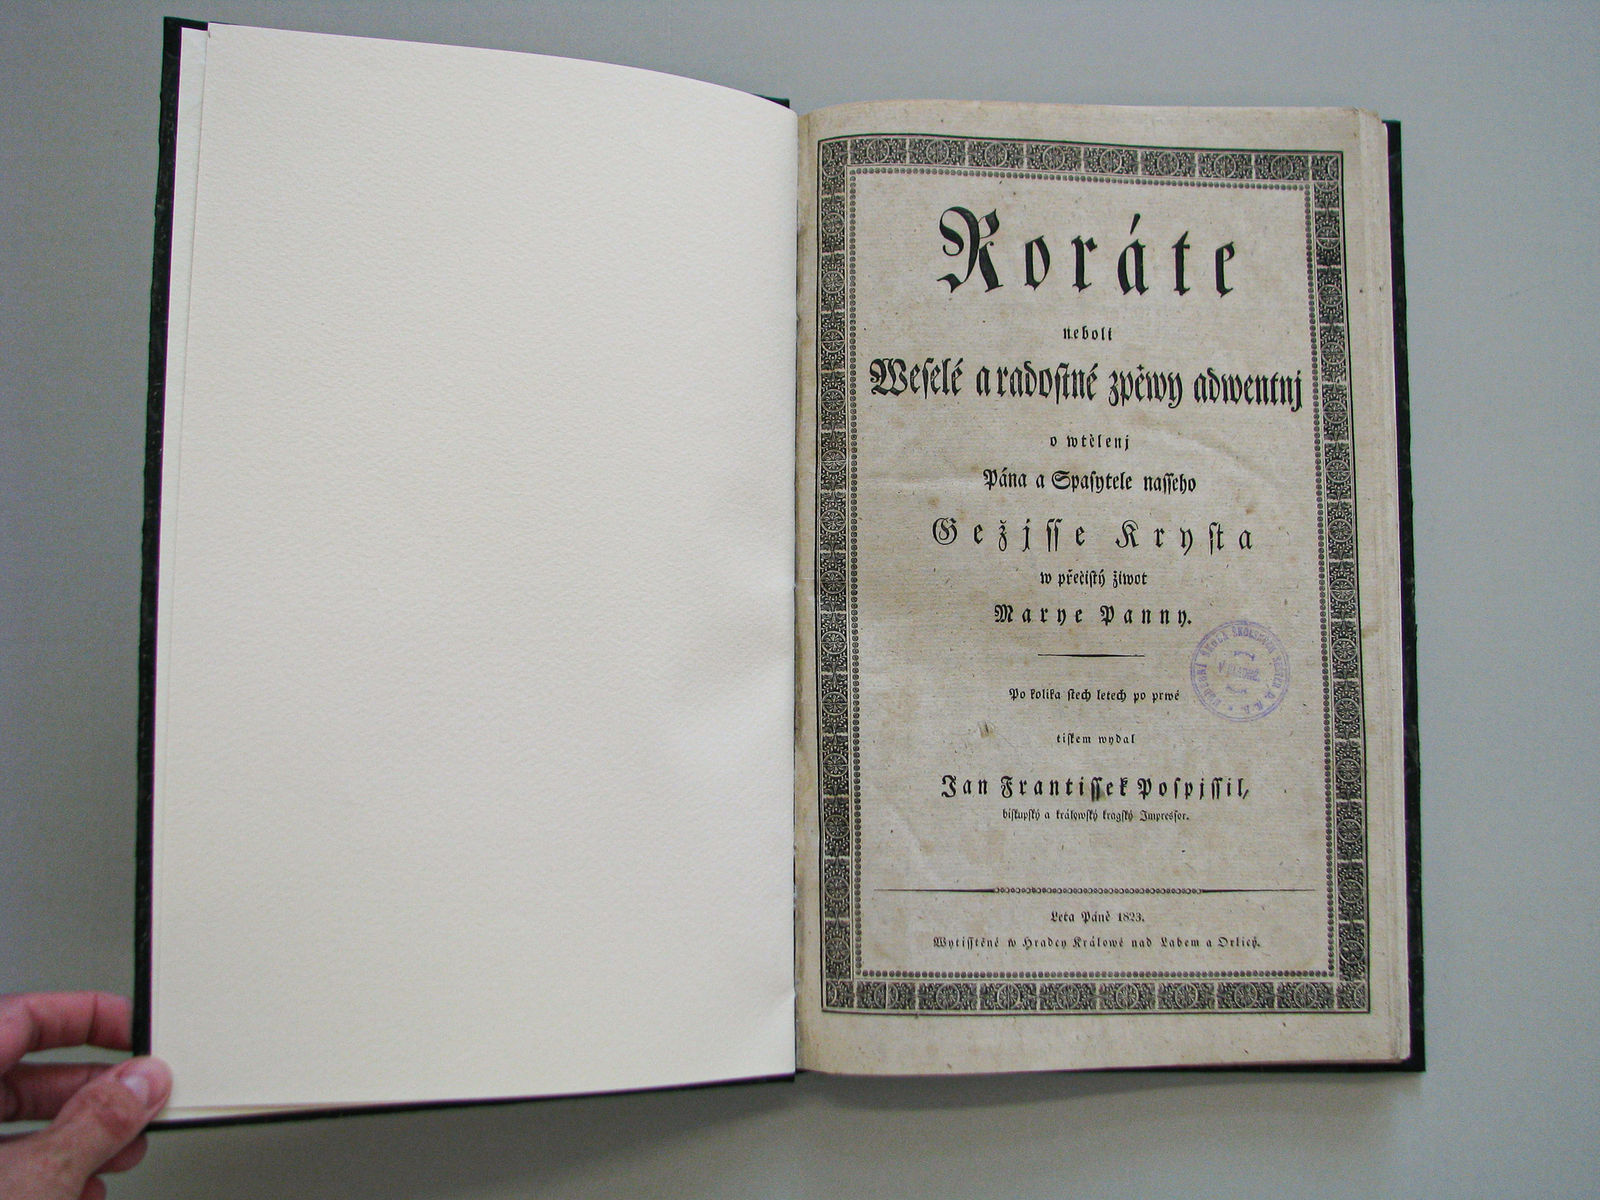 Roráte
neboli
Weselé a radostné zpěwy adwentnj
o wtělenj
Pána a Spasytele nasseho
Gežjsse Krysta
w přečistý žiwot
Marye Panny.
Po kolika stech letech po prwé
tiskem wydal
Jan Frantissek Pospjssil,
biskupský a králowský kragský Impressor.
Leta Páně 1823.
Wytisstěné w Hradcy Králowé nad Labem a Orlicý.